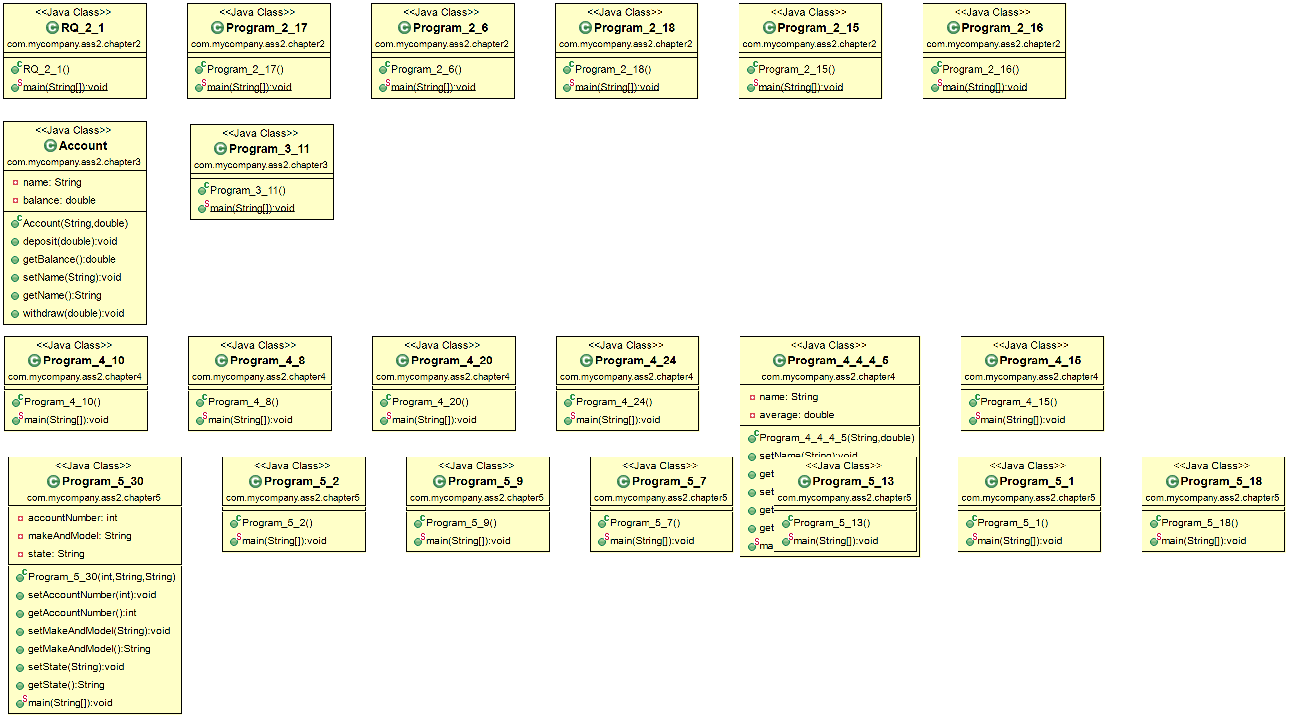 <<Java Class>>
RQ_2_1
com.mycompany.ass2.chapter2
RQ_2_1()
main(String[]):void
<<Java Class>>
Program_2_17
com.mycompany.ass2.chapter2
Program_2_17()
main(String[]):void
<<Java Class>>
Program_2_6
com.mycompany.ass2.chapter2
Program_2_6()
main(String[]):void
<<Java Class>>
Program_2_18
com.mycompany.ass2.chapter2
Program_2_18()
main(String[]):void
<<Java Class>>
Program_2_15
com.mycompany.ass2.chapter2
Program_2_15()
main(String[]):void
<<Java Class>>
Program_2_16
com.mycompany.ass2.chapter2
Program_2_16()
main(String[]):void
<<Java Class>>
Account
com.mycompany.ass2.chapter3
name: String
balance: double
Account(String,double)
deposit(double):void
getBalance():double
setName(String):void
getName():String
withdraw(double):void
<<Java Class>>
Program_3_11
com.mycompany.ass2.chapter3
Program_3_11()
main(String[]):void
<<Java Class>>
Program_4_10
com.mycompany.ass2.chapter4
Program_4_10()
main(String[]):void
<<Java Class>>
Program_4_8
com.mycompany.ass2.chapter4
Program_4_8()
main(String[]):void
<<Java Class>>
Program_4_20
com.mycompany.ass2.chapter4
Program_4_20()
main(String[]):void
<<Java Class>>
Program_4_24
com.mycompany.ass2.chapter4
Program_4_24()
main(String[]):void
<<Java Class>>
Program_4_4_4_5
com.mycompany.ass2.chapter4
name: String
average: double
Program_4_4_4_5(String,double)
setName(String):void
get
set
get
get
ma
<<Java Class>>
Program_4_15
com.mycompany.ass2.chapter4
Program_4_15()
main(String[]):void
<<Java Class>>
Program_5_30
com.mycompany.ass2.chapter5
accountNumber: int
makeAndModel: String
state: String
Program_5_30(int,String,String)
setAccountNumber(int):void
getAccountNumber():int
setMakeAndModel(String):void
getMakeAndModel():String
setState(String):void
getState():String
main(String[]):void
<<Java Class>>
Program_5_2
com.mycompany.ass2.chapter5
Program_5_2()
main(String[]):void
<<Java Class>>
Program_5_9
com.mycompany.ass2.chapter5
Program_5_9()
main(String[]):void
<<Java Class>>
Program_5_7
com.mycompany.ass2.chapter5
Program_5_7()
main(String[]):void
<<Java Class>>
Program_5_13
com.mycompany.ass2.chapter5
Program_5_13()
main(String[]):void
<<Java Class>>
Program_5_1
com.mycompany.ass2.chapter5
Program_5_1()
main(String[]):void
<<Java Class>>
Program_5_18
com.mycompany.ass2.chapter5
Program_5_18()
main(String[]):void